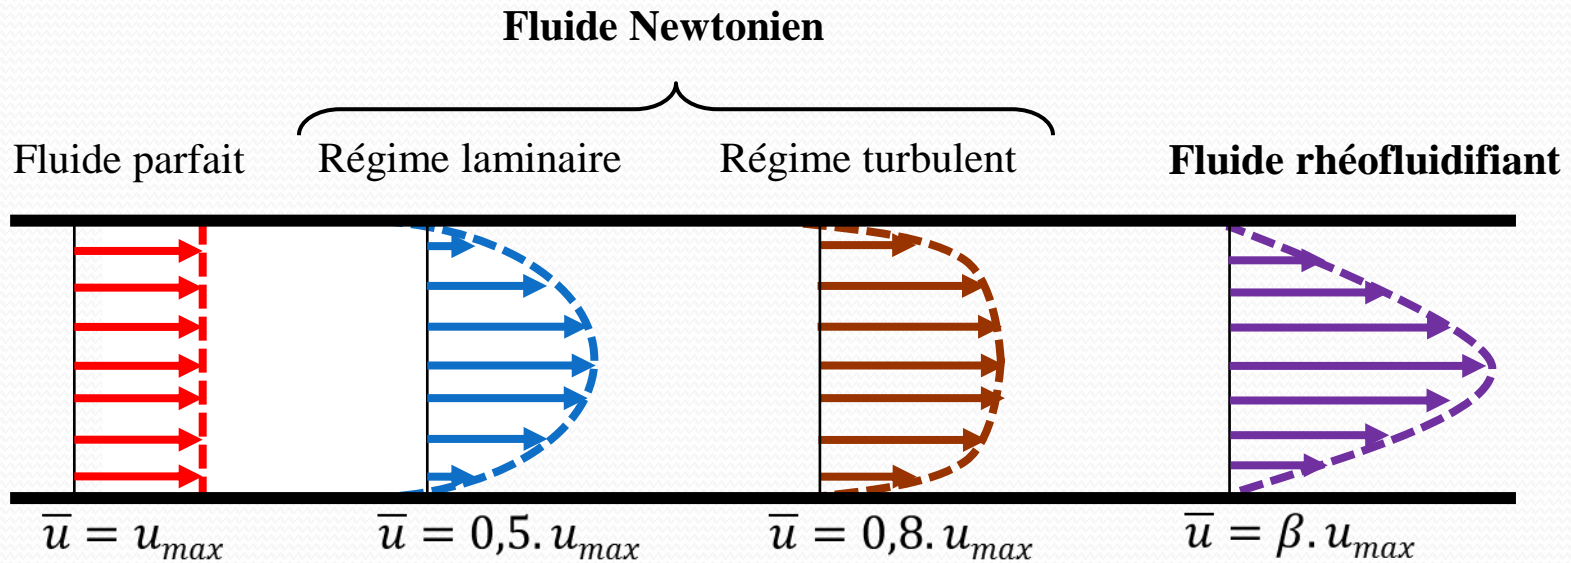 Fluide Newtonien
Fluide parfait
Régime laminaire
Régime turbulent
Fluide rhéofluidifiant
u̅ = u_max
u̅ = 0,5. u_max
u̅ = 0,8. u_max
u̅ = β. u_max